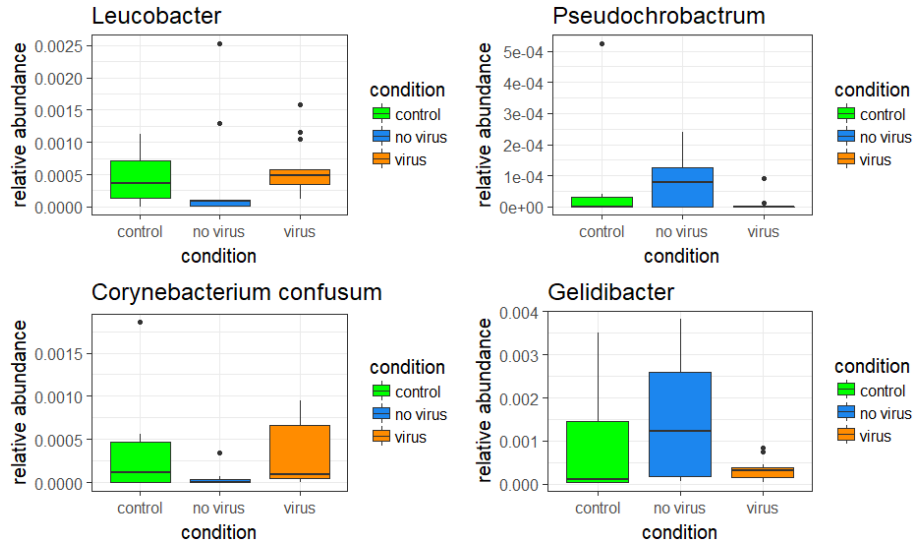 Leucobacter
relative abundance
0.0025
0.0020
0.0015
0.0010
0.0005
0.0000
control no virus virus
condition
condition
control
no virus
virus
Pseudochrobactrum
relative abundance
5e-04
4e-04
3e-04
2e-04
1e-04
0e+00
control no virus virus
condition
condition
control
no virus
virus
Corynebacterium confusum
relative abundance
0.0015
0.0010
0.0005
0.0000
control no virus virus
condition
condition
control
no virus
virus
Gelidibacter
relative abundance
0.004
0.003
0.002
0.001
0.000
control no virus virus
condition
condition
control
no virus
virus